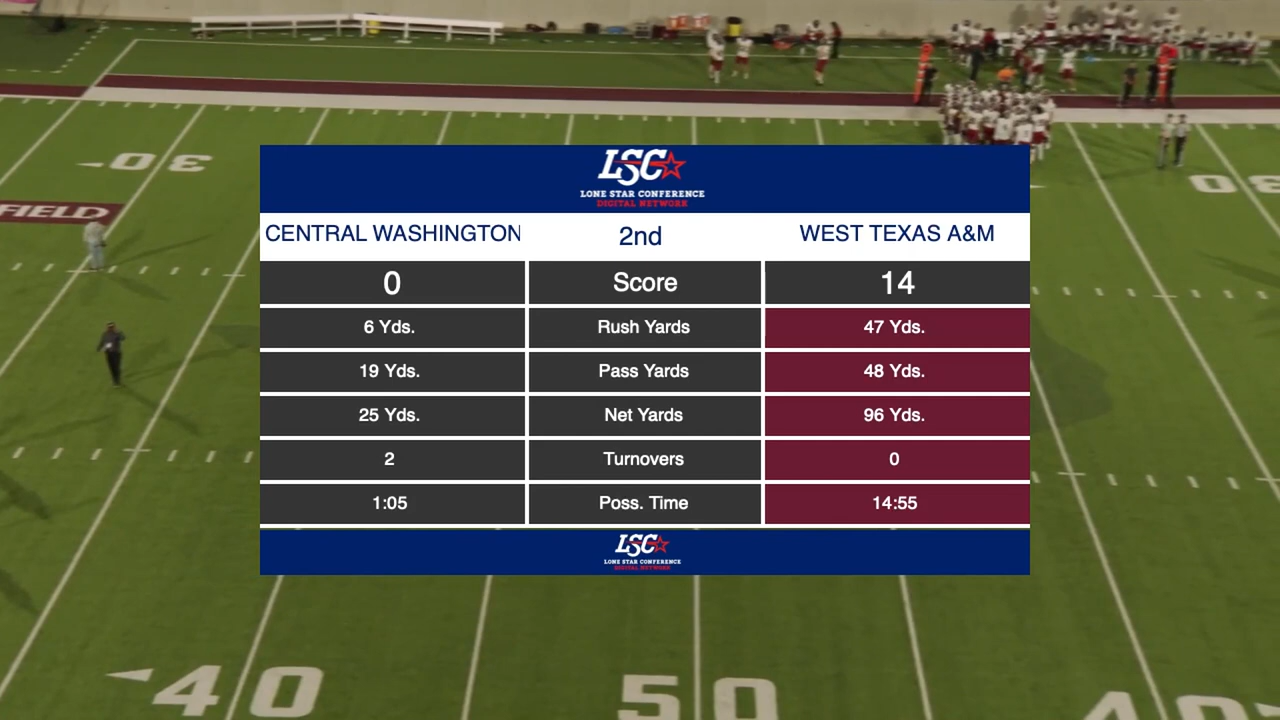 30
30
FIELD
LSC
LONE STAR CONFERENCE
DIGITAL NETWORK
CENTRAL WASHINGTON 2nd WEST TEXAS A&M
0 Score 14
6 Yds. Rush Yards 47 Yds.
19 Yds. Pass Yards 48 Yds.
25 Yds. Net Yards 96 Yds.
2 Turnovers 0
1:05 Poss. Time 14:55
LSC
LONE STAR CONFERENCE
DIGITAL NETWORK
40 50 40